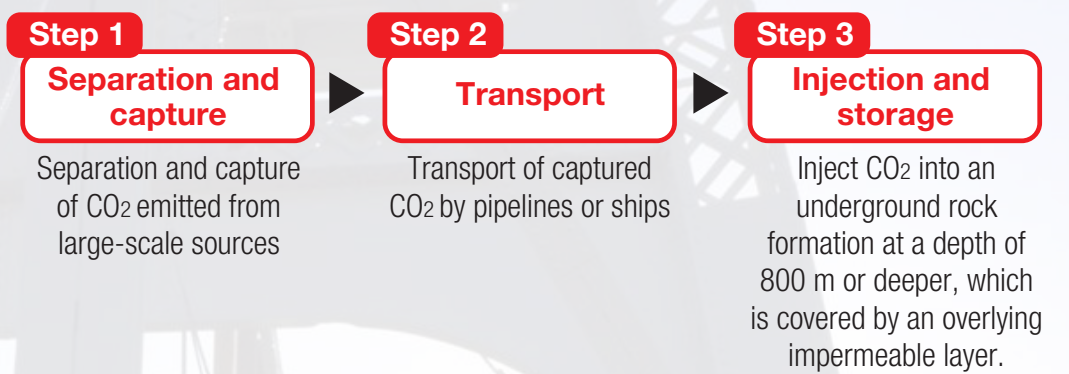 Step 1
Separation and
capture
Separation and capture
of CO2 emitted from
large-scale sources
Step 2
Transport
Transport of captured
CO2 by pipelines or ships
Step 3
Injection and
storage
Inject CO2 into an
underground rock
formation at a depth of
800 m or deeper, which
is covered by an overlying
impermeable layer.